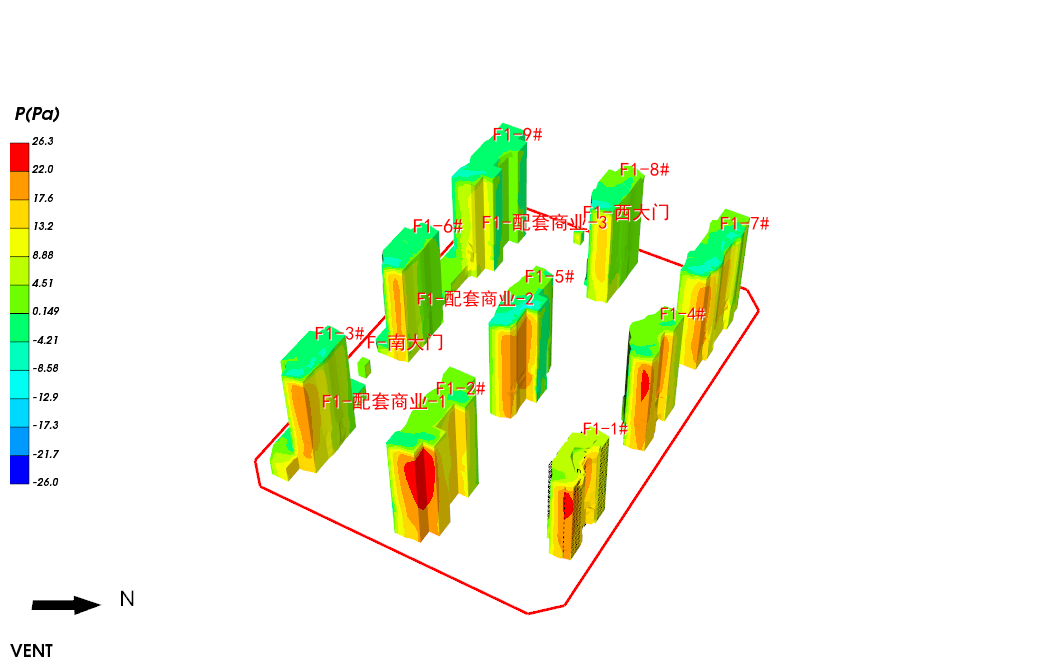 P(Pa)
26.3
22.0
17.6
13.2
8.88
4.51
0.149
-4.21
-8.58
-12.9
-17.3
-21.7
-26.0
F1-9#
F1-8#
F1-西大门
F1-配套商业-3
F1-7#
F1-6#
F1-5#
F1-配套商业-2
F1-4#
F1-3#
F-南大门
F1-2#
F1-配套商业-1
F1-1#
N
VENT